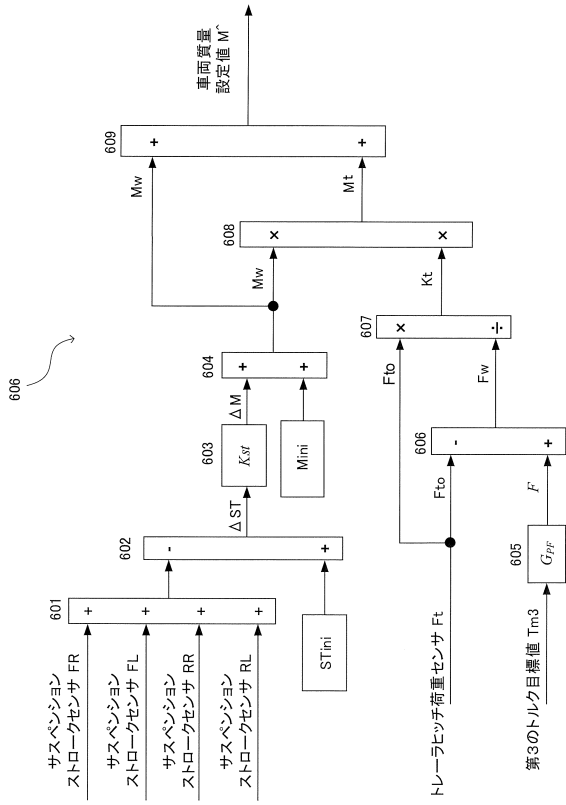 606
サスペンション
ストロークセンサ FR
サスペンション
ストロークセンサ FL
サスペンション
ストロークセンサ RR
サスペンション
ストロークセンサ RL
601
+
+
+
+
STini
602
-
+
ΔST
603
Kst
ΔM
Mini
604
+
+
Mw
Mw
609
+
+
車両質量
設定値 M^
608
×
×
Mt
Kt
トレーラヒッチ荷重センサ Ft
第3のトルク目標値 Tm3
605
GPF
F
Fto
606
-
+
Fto
Fw
607
×
÷